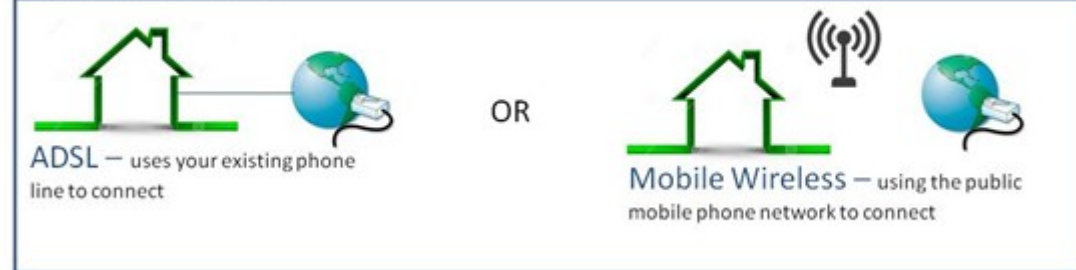 ADSL – uses your existing phone
line to connect
OR
Mobile Wireless – using the public
mobile phone network to connect